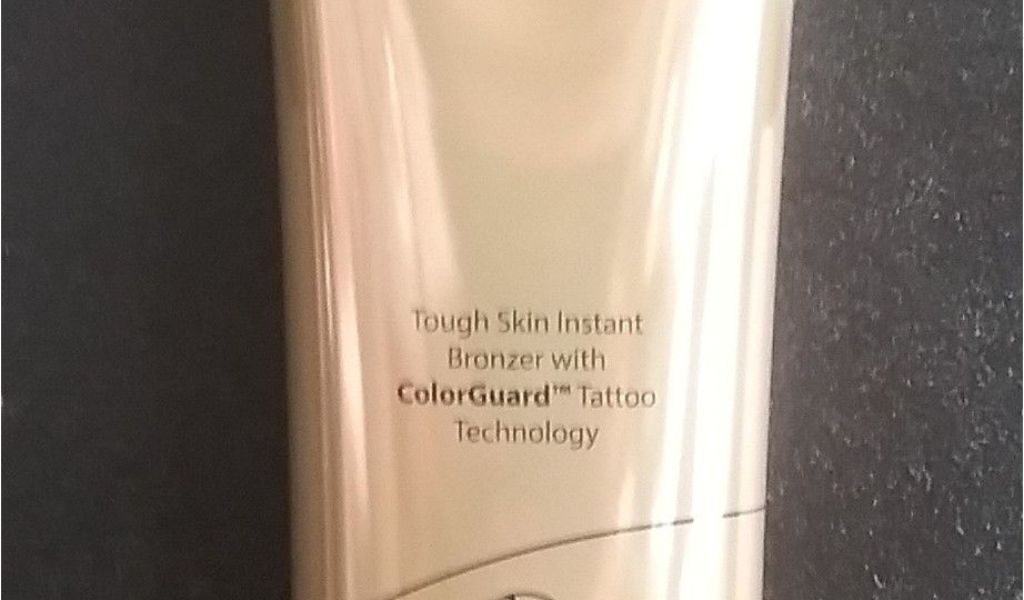 Tough Skin Instant
Bronzer with
ColorGuard™ Tattoo
Technology